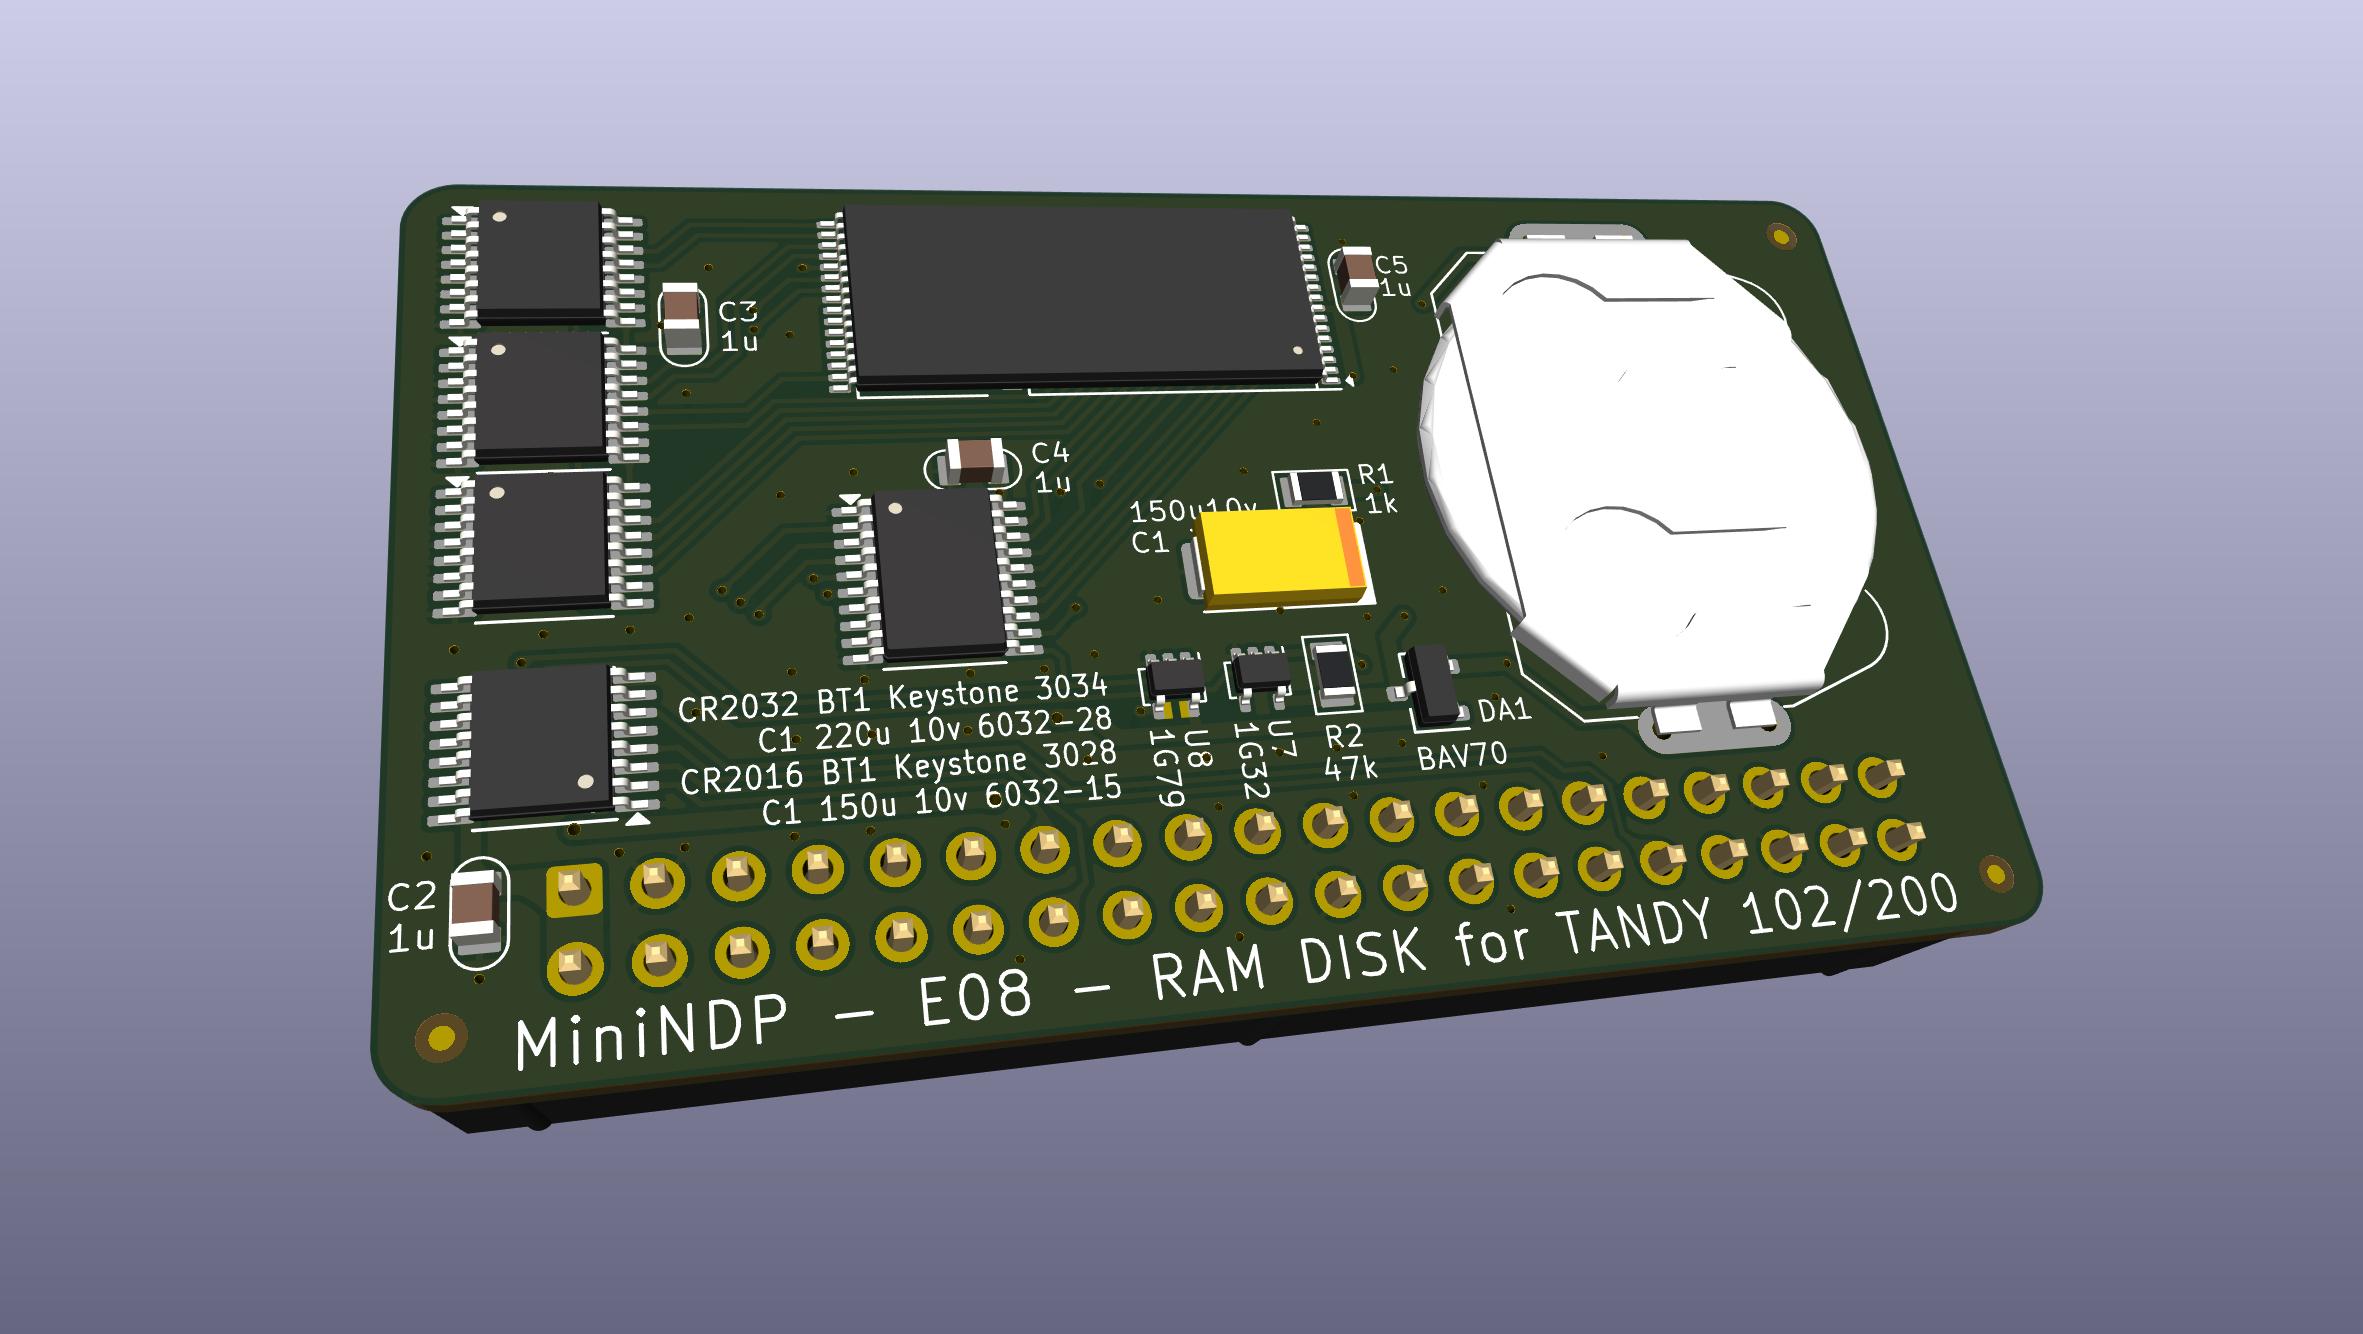 C3
1u
C5
1u
C4
1u
R1
1k
150u10v
C1
CR2032 BT1 Keystone 3034
C1 220u 10v 6032-28
CR2016 BT1 Keystone 3028
C1 150u 10v 6032-15
U8
1G79
U7
1G32
R2
47k
DA1
BAV70
C2
1u
MiniNDP - E08 - RAM DISK for TANDY 102/200